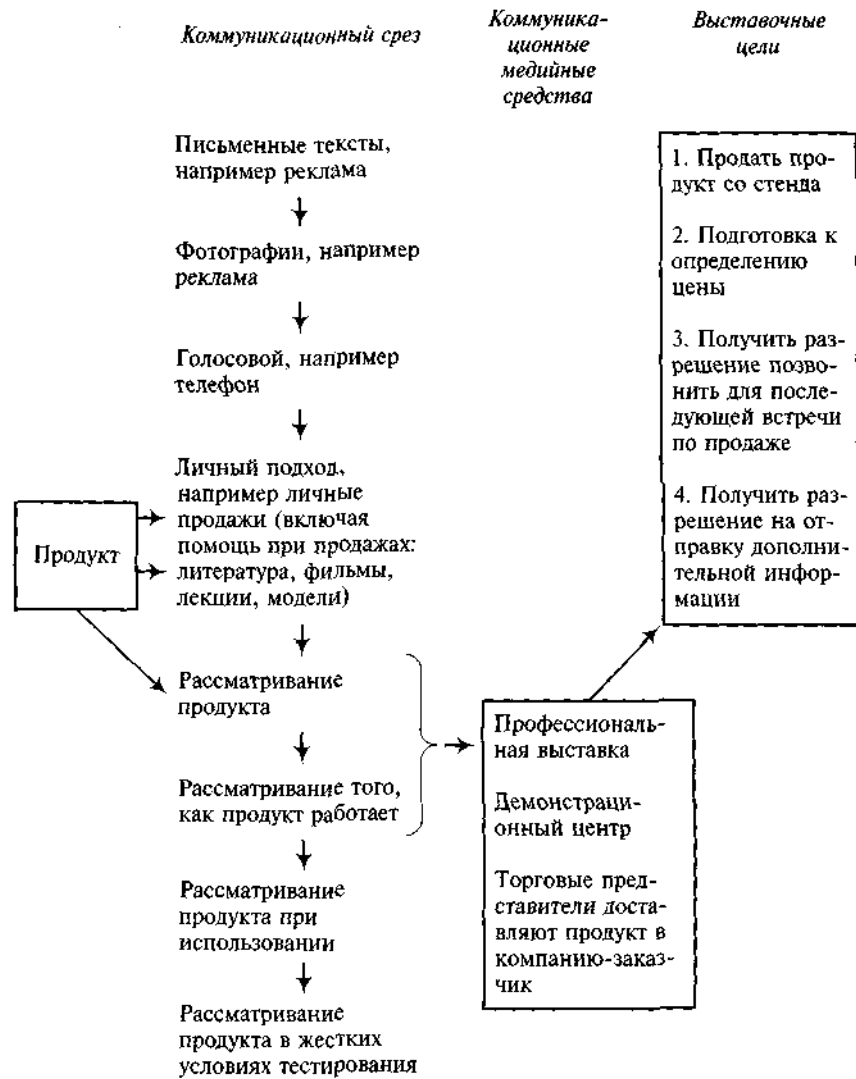 Коммуникационный срез
Коммуника-
ционные
медийные
средства
Выставочные
цели
Письменные тексты,
например реклама
Фотографии, например
реклама
Голосовой, например
телефон
Личный подход,
например личные
продажи (включая
помощь при продажах:
литература, фильмы,
лекции, модели)
Продукт
Рассматривание
продукта
Рассматривание того,
как продукт работает
Рассматривание
продукта при
использовании
Рассматривание
продукта в жестких
условиях тестирования
Профессиональ-
ная выставка
Демонстраци-
онный центр
Торговые пред-
ставители доста-
вляют продукт в
компанию-заказ-
чик
1. Продать про-
дукт со стенда
2. Подготовка к
определению
цены
3. Получить раз-
решение позво-
нить для после-
дующей встречи
по продаже
4. Получить раз-
решение на от-
правку дополни-
тельной инфор-
мации